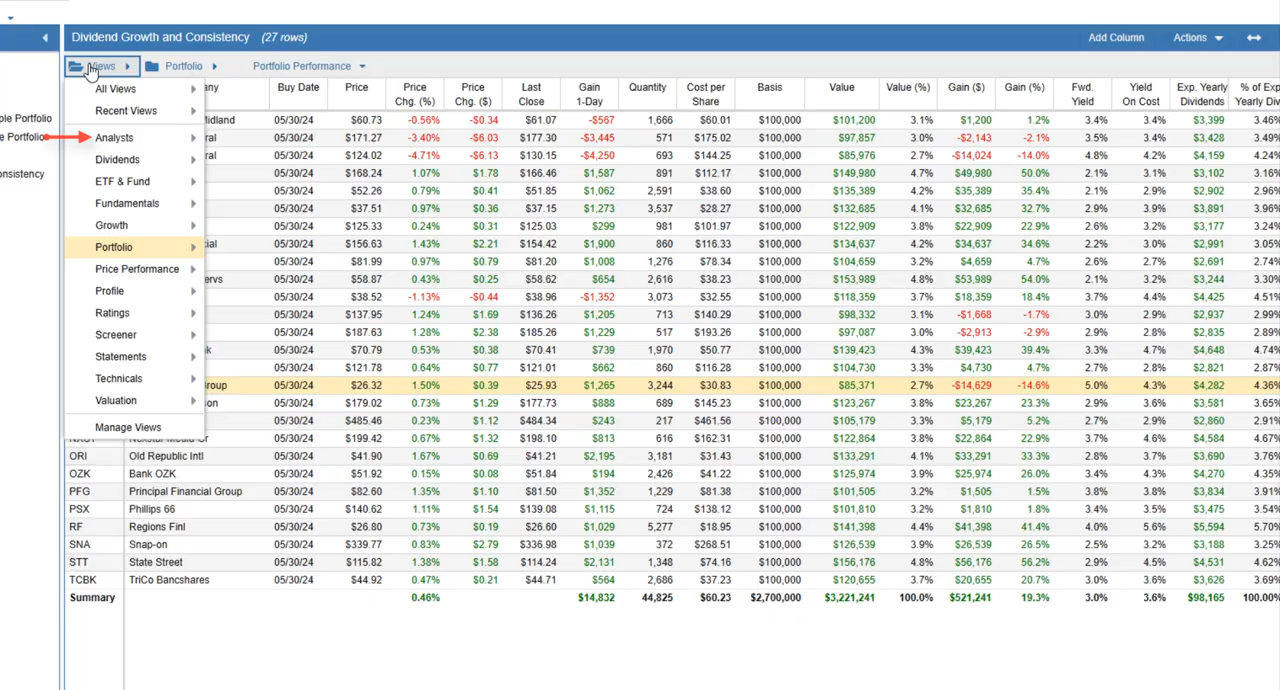 Dividend Growth and Consistency (27 rows) Add Column Actions
Views Portfolio Portfolio Performance
ple Portfolio
e Portfolio
onsistency
All Views
Recent Views
Analysts
Dividends
ETF & Fund
Fundamentals
Growth
Portfolio
Price Performance
Profile
Ratings
Screener
Statements
Technicals
Valuation
Manage Views
any Buy Date Price Price Chg. (%) Price Chg. ($) Last Close Gain 1-Day Quantity Cost per Share Basis Value Value (%) Gain ($) Gain (%) Fwd. Yield Yield On Cost Exp. Yearly Dividends % of Exp Yearly Div
Midland 05/30/24 $60.73 -0.56% -$0.34 $61.07 -$567 1,666 $60.01 $100,000 $101,200 3.1% $1,200 1.2% 3.4% 3.4% $3,399 3.46%
ral 05/30/24 $171.27 -3.40% -$6.03 $177.30 -$3,445 571 $175.02 $100,000 $97,857 3.0% -$2,143 -2.1% 3.5% 3.4% $3,428 3.49%
ral 05/30/24 $124.02 -4.71% -$6.13 $130.15 -$4,250 693 $144.25 $100,000 $85,976 2.7% -$14,024 -14.0% 4.8% 4.2% $4,159 4.24%
05/30/24 $168.24 1.07% $1.78 $166.46 $1,587 891 $112.17 $100,000 $149,980 4.7% $49,980 50.0% 2.1% 3.1% $3,102 3.16%
05/30/24 $52.26 0.79% $0.41 $51.85 $1,062 2,591 $38.60 $100,000 $135,389 4.2% $35,389 35.4% 2.1% 2.9% $2,902 2.96%
05/30/24 $37.51 0.97% $0.36 $37.15 $1,273 3,537 $28.27 $100,000 $132,685 4.1% $32,685 32.7% 2.9% 3.9% $3,891 3.96%
05/30/24 $125.33 0.24% $0.31 $125.03 $299 981 $101.97 $100,000 $122,909 3.8% $22,909 22.9% 2.6% 3.2% $3,177 3.24%
ial 05/30/24 $156.63 1.43% $2.21 $154.42 $1,900 860 $116.33 $100,000 $134,637 4.2% $34,637 34.6% 2.2% 3.0% $2,991 3.05%
05/30/24 $81.99 0.97% $0.79 $81.20 $1,008 1,276 $78.34 $100,000 $104,659 3.2% $4,659 4.7% 2.6% 2.7% $2,691 2.74%
ervs 05/30/24 $58.87 0.43% $0.25 $58.62 $654 2,616 $38.23 $100,000 $153,989 4.8% $53,989 54.0% 2.1% 3.2% $3,244 3.30%
05/30/24 $38.52 -1.13% -$0.44 $38.96 -$1,352 3,073 $32.55 $100,000 $118,359 3.7% $18,359 18.4% 3.7% 4.4% $4,425 4.51%
05/30/24 $137.95 1.24% $1.69 $136.26 $1,205 713 $140.29 $100,000 $98,332 3.1% -$1,668 -1.7% 3.0% 2.9% $2,937 2.99%
05/30/24 $187.63 1.28% $2.38 $185.26 $1,229 517 $193.26 $100,000 $97,087 3.0% -$2,913 -2.9% 2.9% 2.8% $2,835 2.89%
nk 05/30/24 $70.79 0.53% $0.38 $70.41 $739 1,970 $50.77 $100,000 $139,423 4.3% $39,423 39.4% 3.3% 4.7% $4,648 4.74%
05/30/24 $121.78 0.64% $0.77 $121.01 $662 860 $116.28 $100,000 $104,730 3.3% $4,730 4.7% 2.7% 2.8% $2,821 2.87%
Group 05/30/24 $26.32 1.50% $0.39 $25.93 $1,265 3,244 $30.83 $100,000 $85,371 2.7% -$14,629 -14.6% 5.0% 4.3% $4,282 4.36%
on 05/30/24 $179.02 0.73% $1.29 $177.73 $888 689 $145.23 $100,000 $123,267 3.8% $23,267 23.3% 2.9% 3.6% $3,581 3.65%
05/30/24 $485.46 0.23% $1.12 $484.34 $243 217 $461.56 $100,000 $105,179 3.3% $5,179 5.2% 2.7% 2.9% $2,860 2.91%
NXST Nexstar Media Gr 05/30/24 $199.42 0.67% $1.32 $198.10 $813 616 $162.31 $100,000 $122,864 3.8% $22,864 22.9% 3.7% 4.6% $4,584 4.67%
ORI Old Republic Intl 05/30/24 $41.90 1.67% $0.69 $41.21 $2,195 3,181 $31.43 $100,000 $133,291 4.1% $33,291 33.3% 2.8% 3.7% $3,690 3.76%
OZK Bank OZK 05/30/24 $51.92 0.15% $0.08 $51.84 $194 2,426 $41.22 $100,000 $125,974 3.9% $25,974 26.0% 3.4% 4.3% $4,270 4.35%
PFG Principal Financial Group 05/30/24 $82.60 1.35% $1.10 $81.50 $1,352 1,229 $81.38 $100,000 $101,505 3.2% $1,505 1.5% 3.8% 3.8% $3,834 3.91%
PSX Phillips 66 05/30/24 $140.62 1.11% $1.54 $139.08 $1,115 724 $138.12 $100,000 $101,810 3.2% $1,810 1.8% 3.4% 3.5% $3,475 3.54%
RF Regions Finl 05/30/24 $26.80 0.73% $0.19 $26.60 $1,029 5,277 $18.95 $100,000 $141,398 4.4% $41,398 41.4% 4.0% 5.6% $5,594 5.70%
SNA Snap-on 05/30/24 $339.77 0.83% $2.79 $336.98 $1,039 372 $268.51 $100,000 $126,539 3.9% $26,539 26.5% 2.5% 3.2% $3,188 3.25%
STT State Street 05/30/24 $115.82 1.38% $1.58 $114.24 $2,131 1,348 $74.16 $100,000 $156,176 4.8% $56,176 56.2% 2.9% 4.5% $4,531 4.62%
TCBK TriCo Bancshares 05/30/24 $44.92 0.47% $0.21 $44.71 $564 2,686 $37.23 $100,000 $120,655 3.7% $20,655 20.7% 3.0% 3.6% $3,626 3.69%
Summary 0.46% $14,832 44,825 $60.23 $2,700,000 $3,221,241 100.0% $521,241 19.3% 3.0% 3.6% $98,165 100.00%